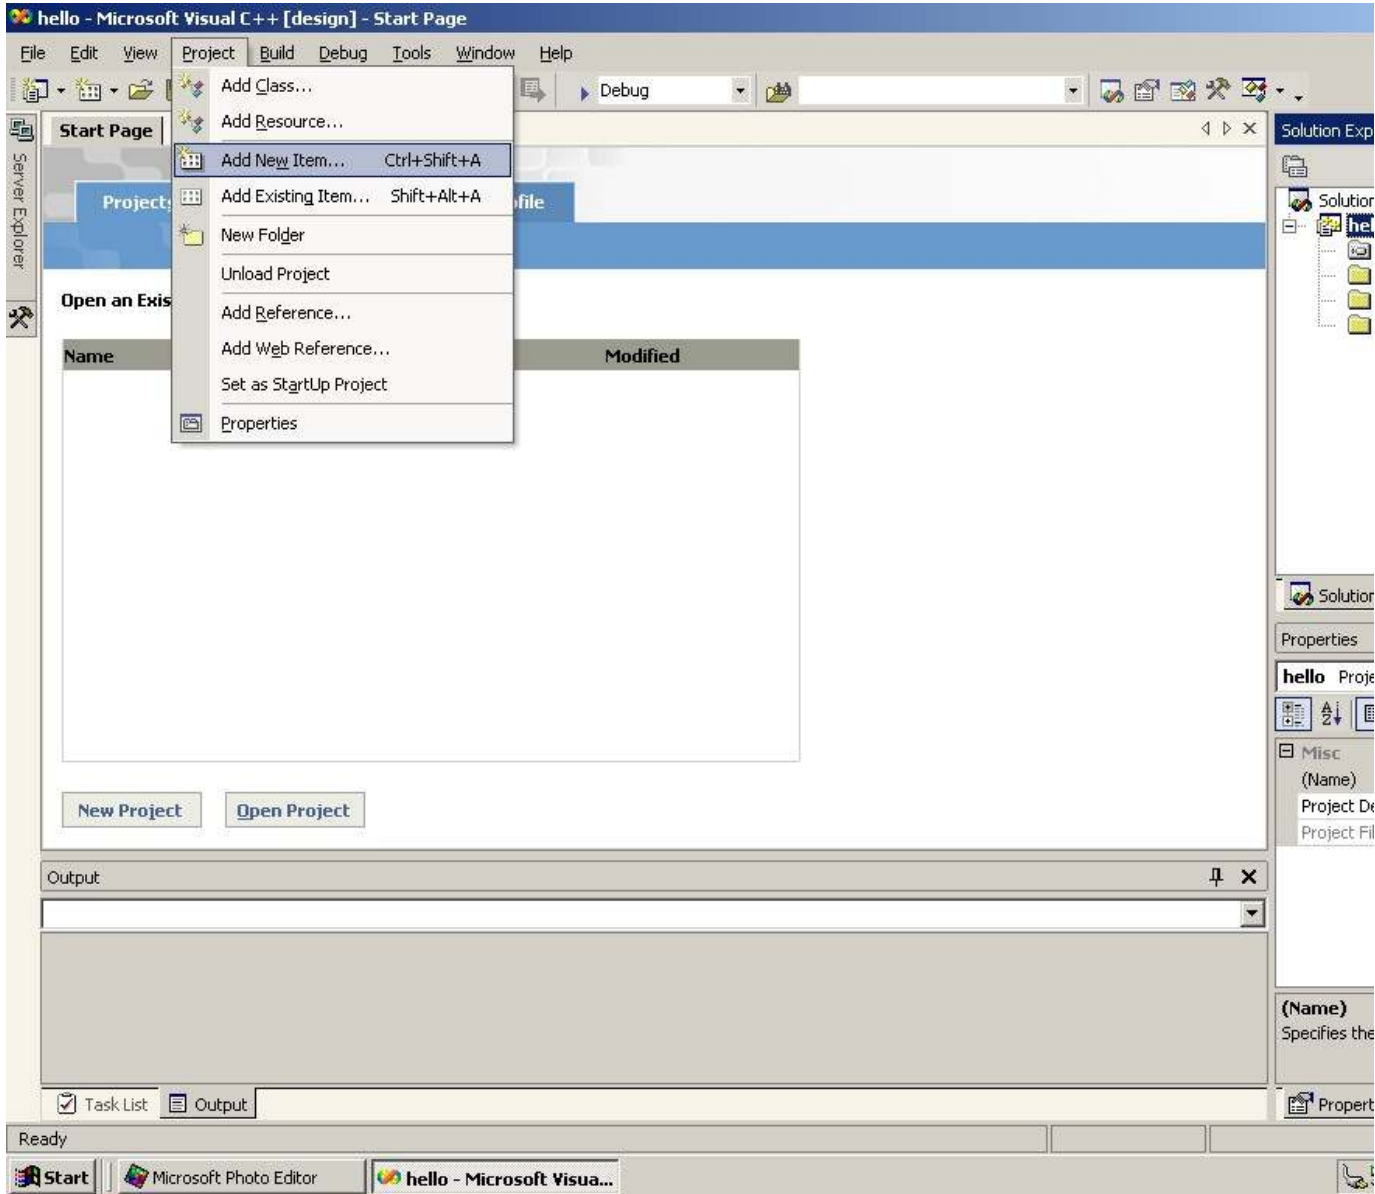 hello - Microsoft Visual C++ [design] - Start Page
File Edit View Project Build Debug Tools Window Help
Debug
Add Class...
Add Resource...
Add New Item... Ctrl+Shift+A
Add Existing Item... Shift+Alt+A
New Folder
Unload Project
Add Reference...
Add Web Reference...
Set as StartUp Project
Properties
Server Explorer
Start Page
Projects
ofile
Open an Exis
Name Modified
New Project Open Project
Solution Exp
Solution
hel
Solution
Properties
hello Proje
Misc
(Name)
Project De
Project Fil
(Name)
Specifies the
Propert
Output
Task List Output
Ready
Start Microsoft Photo Editor hello - Microsoft Visua...